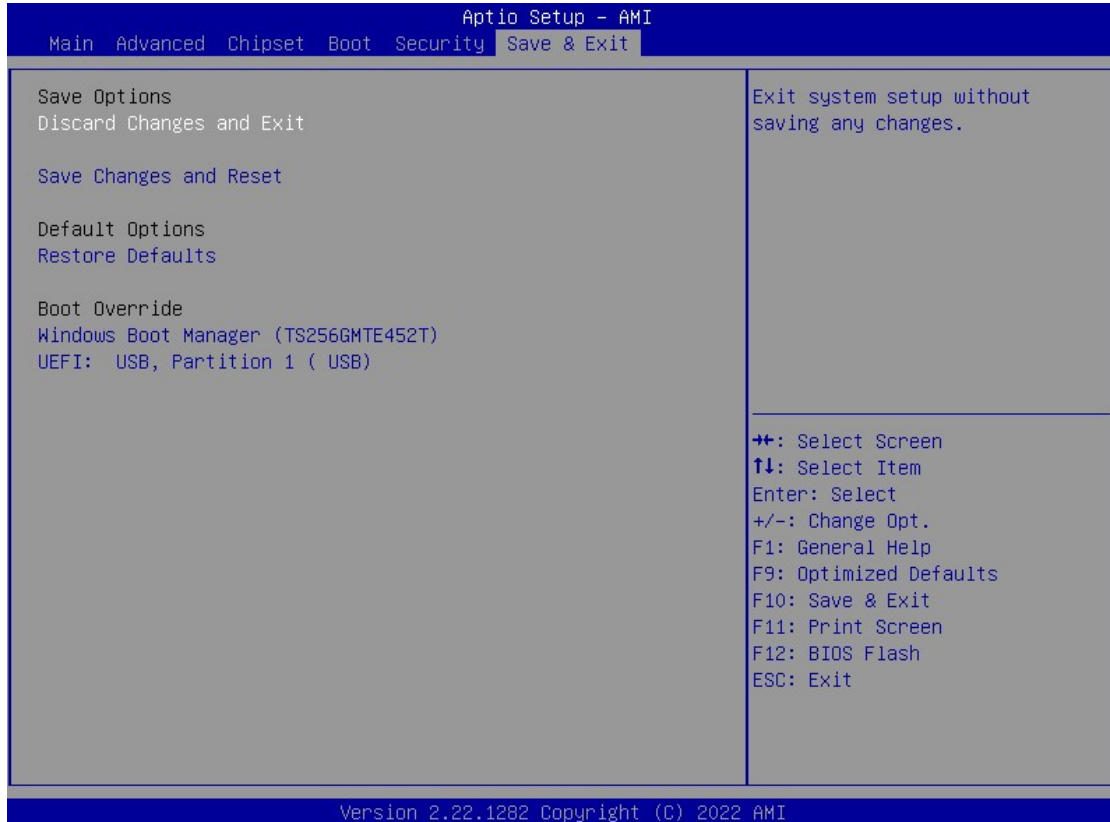 Aptio Setup – AMI
Main Advanced Chipset Boot Security Save & Exit
Save Options
Discard Changes and Exit
Save Changes and Reset
Default Options
Restore Defaults
Boot Override
Windows Boot Manager (TS256GMTE452T)
UEFI: USB, Partition 1 ( USB)
Exit system setup without
saving any changes.
→←: Select Screen
↑↓: Select Item
Enter: Select
+/-: Change Opt.
F1: General Help
F9: Optimized Defaults
F10: Save & Exit
F11: Print Screen
F12: BIOS Flash
ESC: Exit
Version 2.22.1282 Copyright (C) 2022 AMI